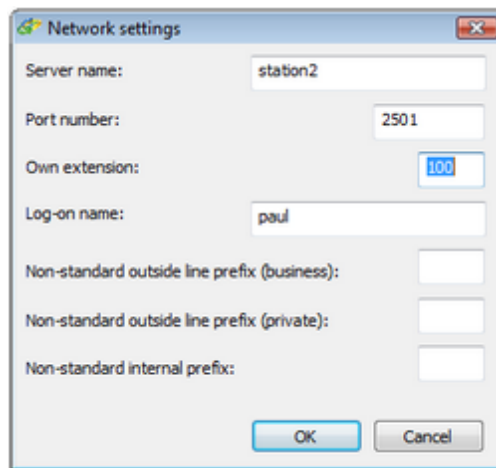 Network settings
Server name: station2
Port number: 2501
Own extension: 100
Log-on name: paul
Non-standard outside line prefix (business):
Non-standard outside line prefix (private):
Non-standard internal prefix:
OK Cancel